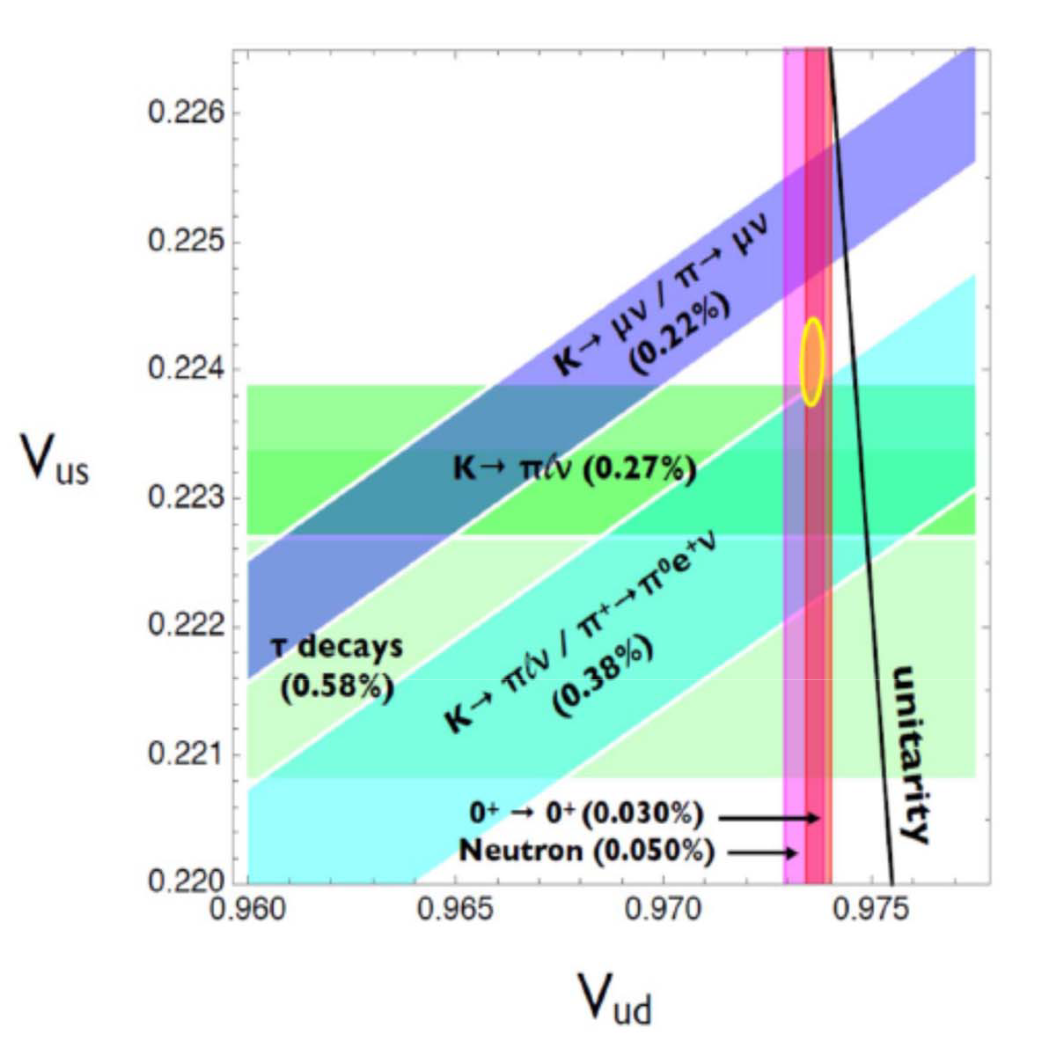 0.226
0.225
0.224
0.223
0.222
0.221
0.220
0.960
0.965
0.970
0.975
Vus
Vud
K→ μν / π→ μν
(0.22%)
K→ πℓν (0.27%)
K→ πℓν / π⁺→π⁰e⁺ν
(0.38%)
τ decays
(0.58%)
0⁺ → 0⁺ (0.030%)
Neutron (0.050%)
unitarity